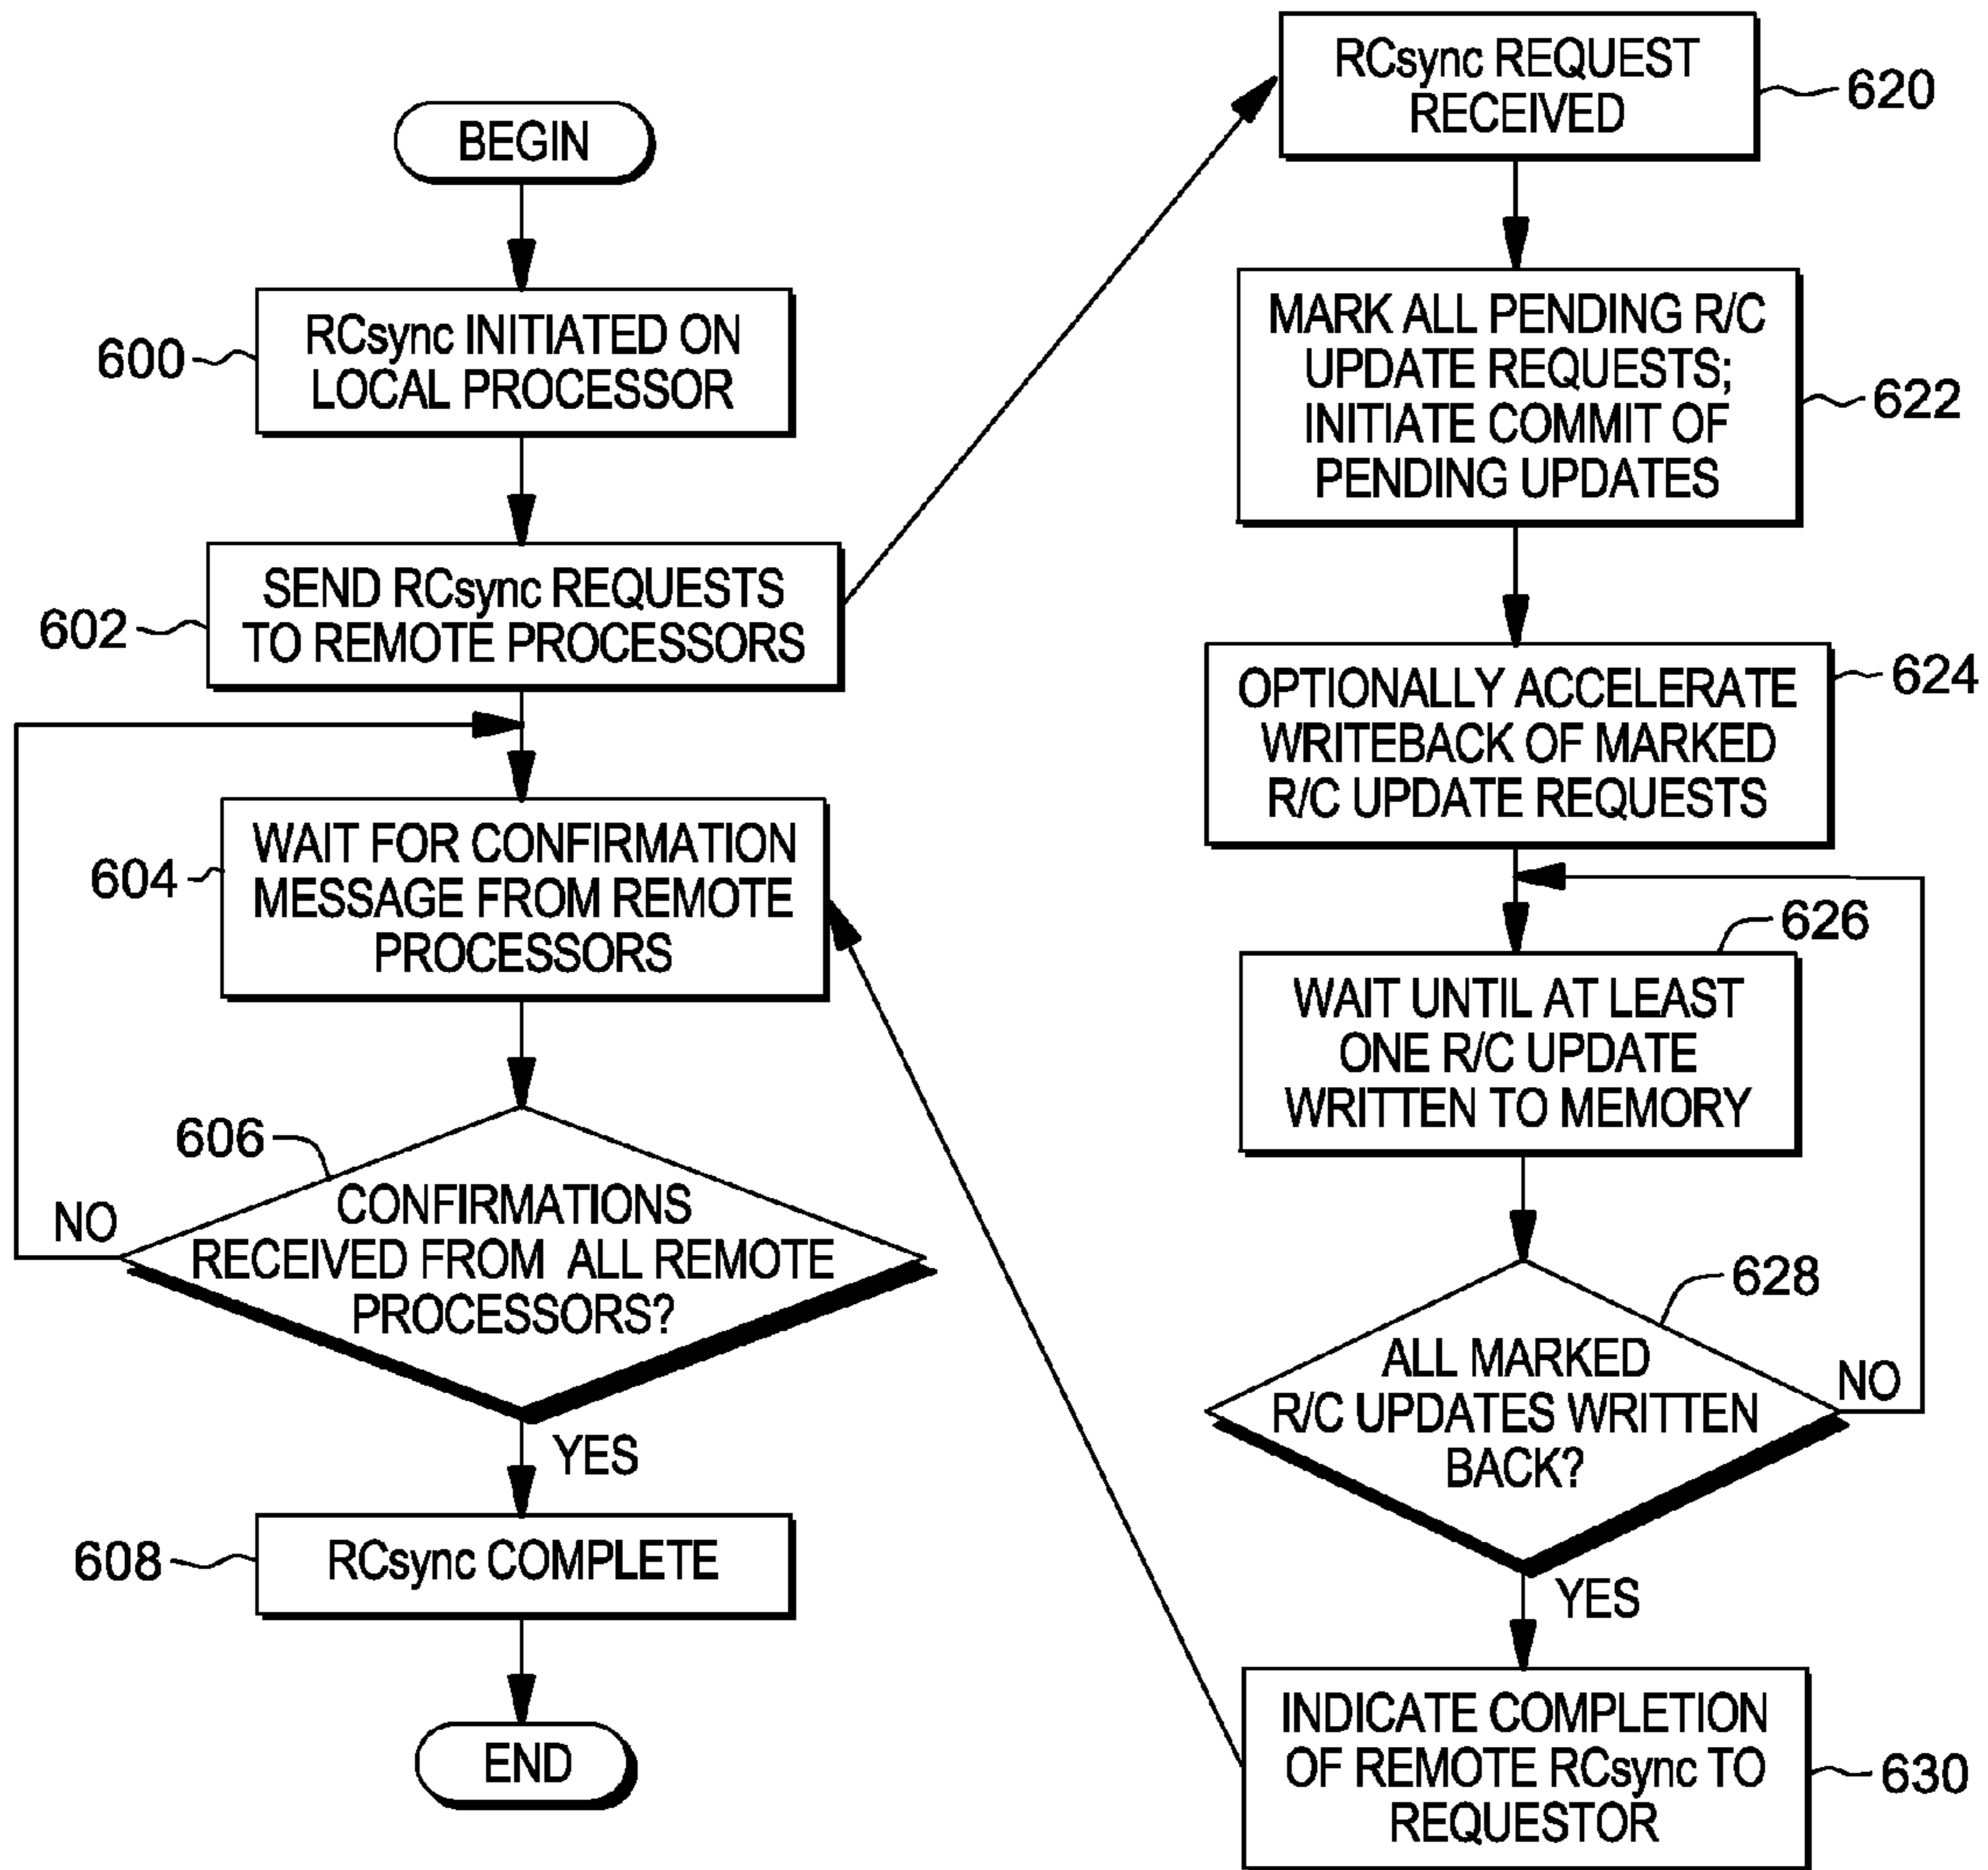 BEGIN
600
RCsync INITIATED ON
LOCAL PROCESSOR
602
SEND RCsync REQUESTS
TO REMOTE PROCESSORS
604
WAIT FOR CONFIRMATION
MESSAGE FROM REMOTE
PROCESSORS
606
CONFIRMATIONS
RECEIVED FROM ALL REMOTE
PROCESSORS?
NO
YES
608
RCsync COMPLETE
END
RCsync REQUEST
RECEIVED
620
MARK ALL PENDING R/C
UPDATE REQUESTS;
INITIATE COMMIT OF
PENDING UPDATES
622
OPTIONALLY ACCELERATE
WRITEBACK OF MARKED
R/C UPDATE REQUESTS
624
626
WAIT UNTIL AT LEAST
ONE R/C UPDATE
WRITTEN TO MEMORY
628
ALL MARKED
R/C UPDATES WRITTEN
BACK?
NO
YES
INDICATE COMPLETION
OF REMOTE RCsync TO
REQUESTOR
630